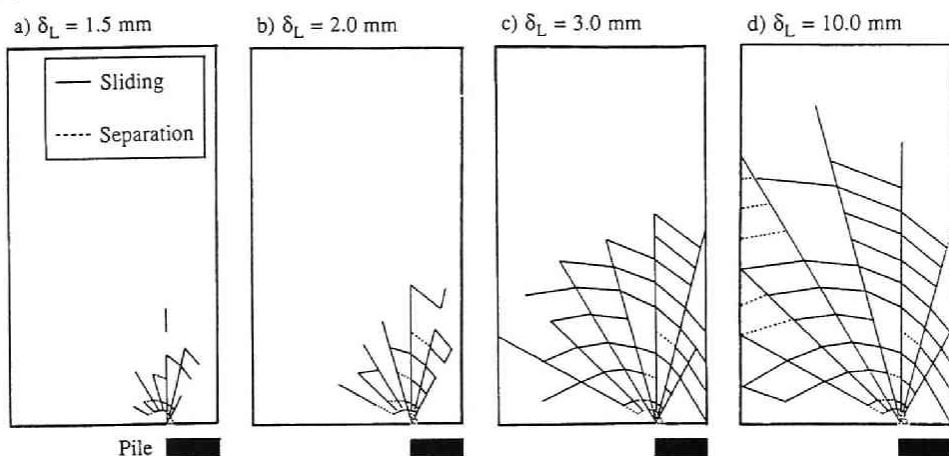 a) δL = 1.5 mm
b) δL = 2.0 mm
c) δL = 3.0 mm
d) δL = 10.0 mm
Sliding
Separation
Pile